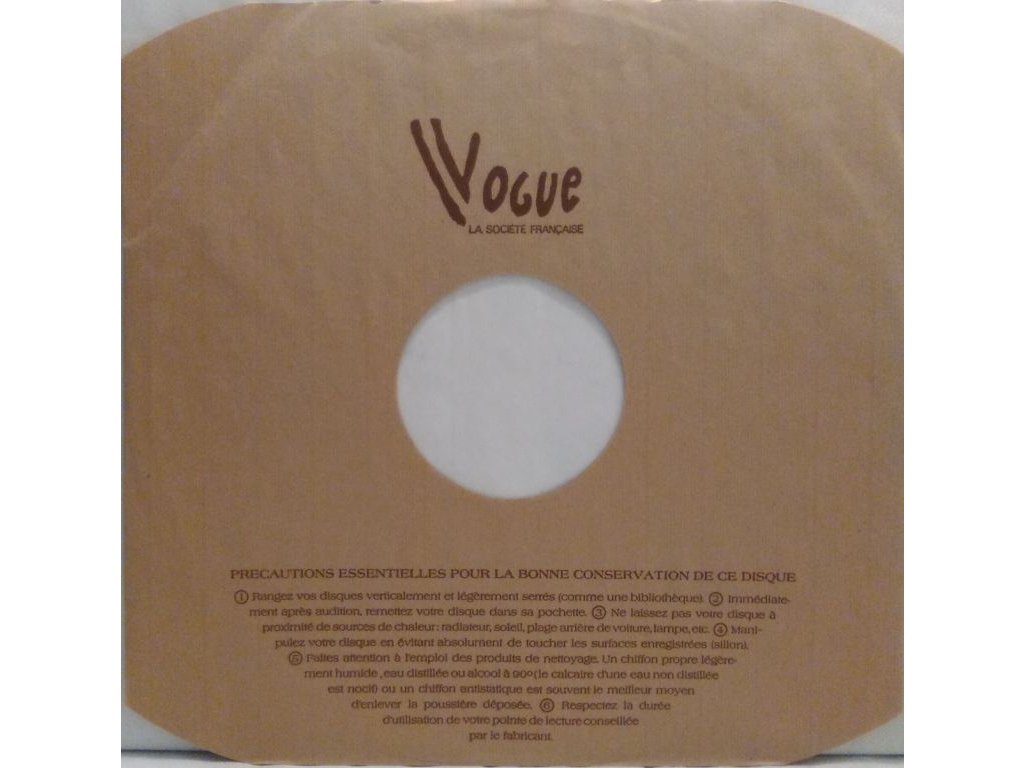 Vogue
LA SOCIÉTÉ FRANÇAISE
PRECAUTIONS ESSENTIELLES POUR LA BONNE CONSERVATION DE CE DISQUE
① Rangez vos disques verticalement et légèrement serrés (comme une bibliothèque). ② Immédiate-
ment après audition, remettez votre disque dans sa pochette. ③ Ne laissez pas votre disque à
proximité de sources de chaleur: radiateur, soleil, plage arrière de voiture, lampe, etc. ④ Mani-
pulez votre disque en évitant absolument de toucher les surfaces enregistrées (sillon).
⑤ Faites attention à l'emploi des produits de nettoyage. Un chiffon propre légère-
ment humide, eau distillée ou alcool à 90° (le calcaire d'une eau non distillée
est nocif) ou un chiffon antistatique est souvent le meilleur moyen
d'enlever la poussière déposée. ⑥ Respectez la durée
d'utilisation de votre pointe de lecture conseillée
par le fabricant.